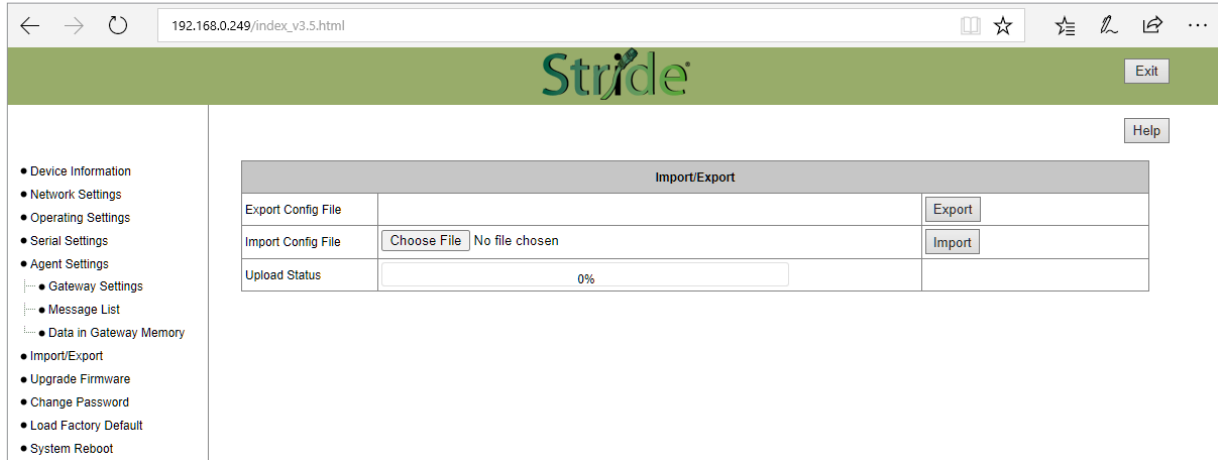 192.168.0.249/index_v3.5.html
Stride
Exit
Help
Device Information
Network Settings
Operating Settings
Serial Settings
Agent Settings
Gateway Settings
Message List
Data in Gateway Memory
Import/Export
Upgrade Firmware
Change Password
Load Factory Default
System Reboot
Import/Export
Export Config File Export
Import Config File Choose File No file chosen Import
Upload Status 0%